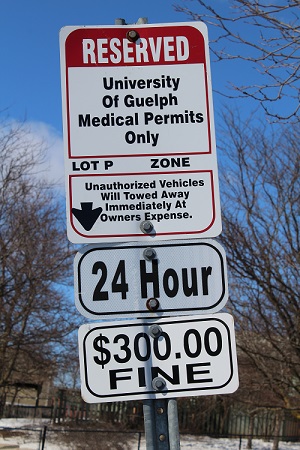 RESERVED
University
Of Guelph
Medical Permits
Only
LOT P ZONE
Unauthorized Vehicles
Will Towed Away
Immediately At
Owners Expense.
24 Hour
$300.00
FINE